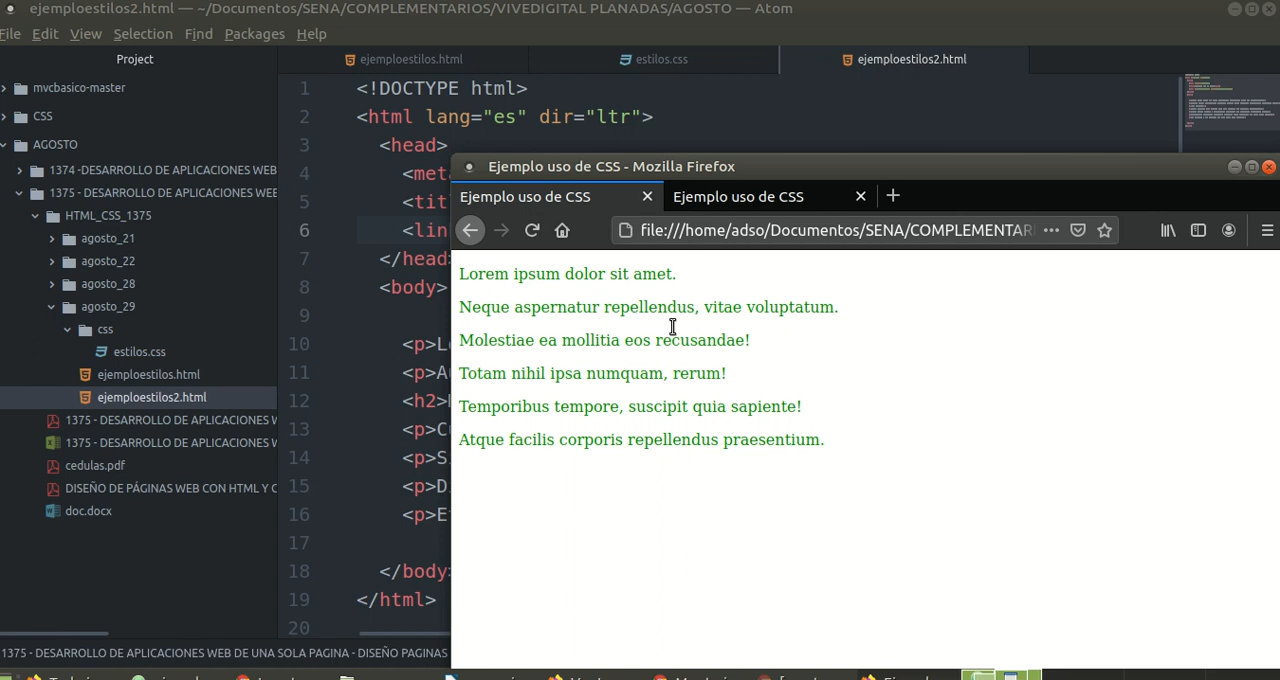 ejemploestilos2.html — ~/Documentos/SENA/COMPLEMENTARIOS/VIVEDIGITAL PLANADAS/AGOSTO — Atom
File Edit View Selection Find Packages Help
Project
mvcbasico-master
CSS
AGOSTO
1374 -DESARROLLO DE APLICACIONES WEB
1375 - DESARROLLO DE APLICACIONES WEB
HTML_CSS_1375
agosto_21
agosto_22
agosto_28
agosto_29
css
estilos.css
ejemploestilos.html
ejemploestilos2.html
1375 - DESARROLLO DE APLICACIONES W
1375 - DESARROLLO DE APLICACIONES W
cedulas.pdf
DISEÑO DE PÁGINAS WEB CON HTML Y C
doc.docx
1375 - DESARROLLO DE APLICACIONES WEB DE UNA SOLA PAGINA - DISEÑO PAGINAS
ejemploestilos.html estilos.css ejemploestilos2.html
1 <!DOCTYPE html>
2 <html lang="es" dir="ltr">
3 <head>
4 <met
5 <tit
6 <lin
7 </head>
8 <body>
9
10 <p>L
11 <p>A
12 <h2>
13 <p>C
14 <p>S
15 <p>D
16 <p>E
17
18 </body
19 </html>
20
Ejemplo uso de CSS - Mozilla Firefox
Ejemplo uso de CSS Ejemplo uso de CSS
file:///home/adso/Documentos/SENA/COMPLEMENTAR
Lorem ipsum dolor sit amet.
Neque aspernatur repellendus, vitae voluptatum.
Molestiae ea mollitia eos recusandae!
Totam nihil ipsa numquam, rerum!
Temporibus tempore, suscipit quia sapiente!
Atque facilis corporis repellendus praesentium.